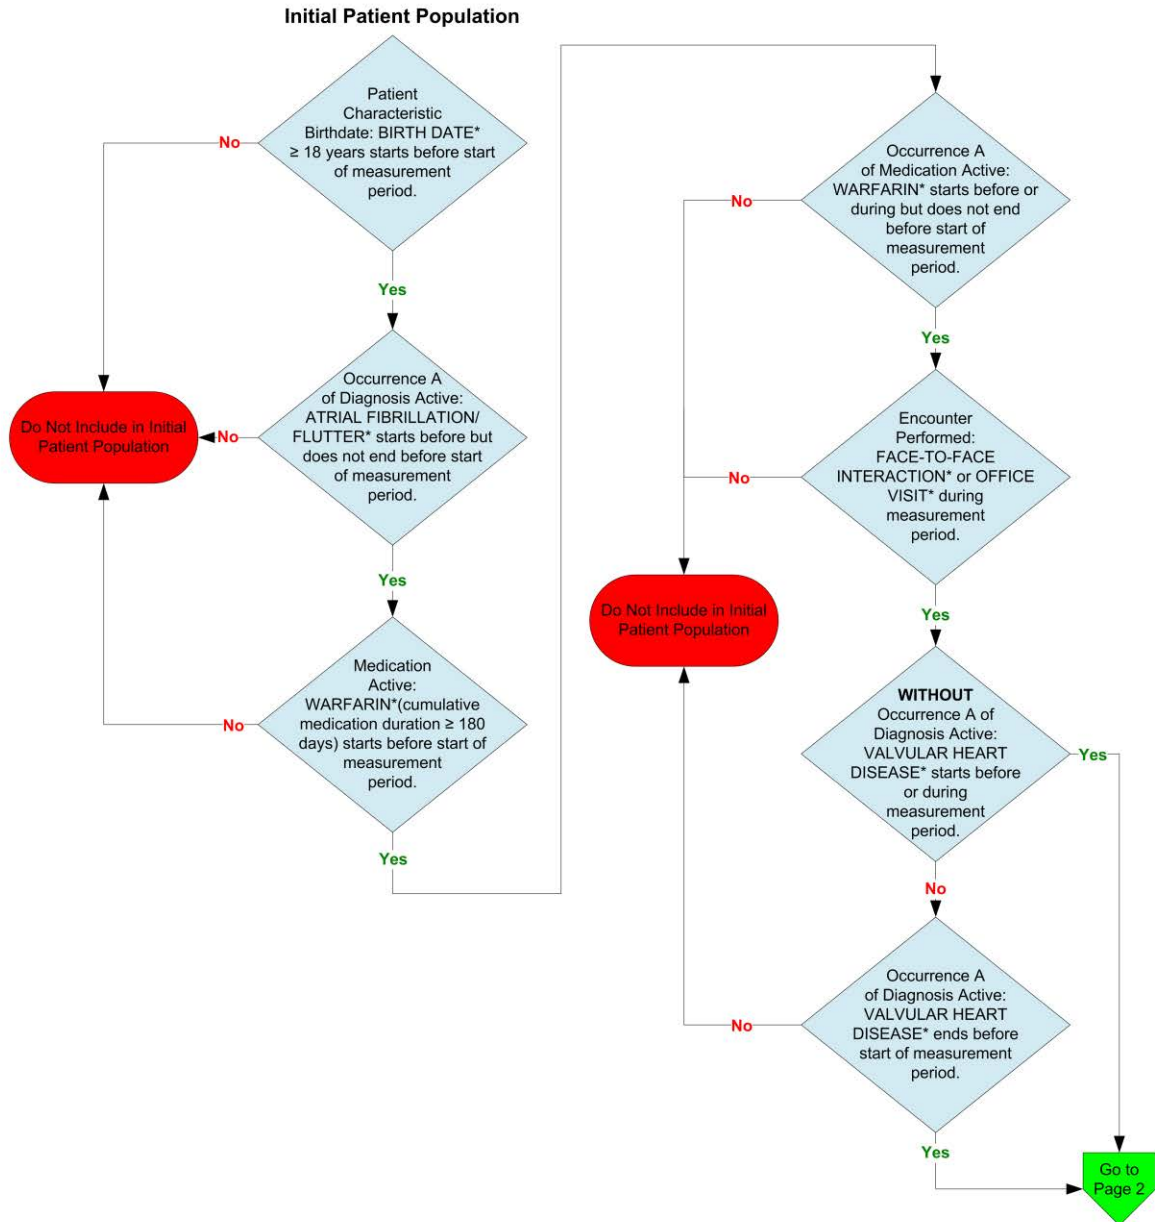 Initial Patient Population
Patient
Characteristic
Birthdate: BIRTH DATE*
≥ 18 years starts before start
of measurement
period.
No
Yes
Occurrence A
of Diagnosis Active:
ATRIAL FIBRILLATION/
FLUTTER* starts before but
does not end before start
of measurement
period.
No
Do Not Include in Initial
Patient Population
Yes
Medication
Active:
WARFARIN*(cumulative
medication duration ≥ 180
days) starts before start of
measurement
period.
No
Yes
Occurrence A
of Medication Active:
WARFARIN* starts before or
during but does not end
before start of
measurement
period.
No
Yes
Encounter
Performed:
FACE-TO-FACE
INTERACTION* or OFFICE
VISIT* during
measurement
period.
No
Do Not Include in Initial
Patient Population
Yes
WITHOUT
Occurrence A of
Diagnosis Active:
VALVULAR HEART
DISEASE* starts before
or during
measurement
period.
Yes
No
Occurrence A
of Diagnosis Active:
VALVULAR HEART
DISEASE* ends before
start of measurement
period.
No
Yes
Go to
Page 2